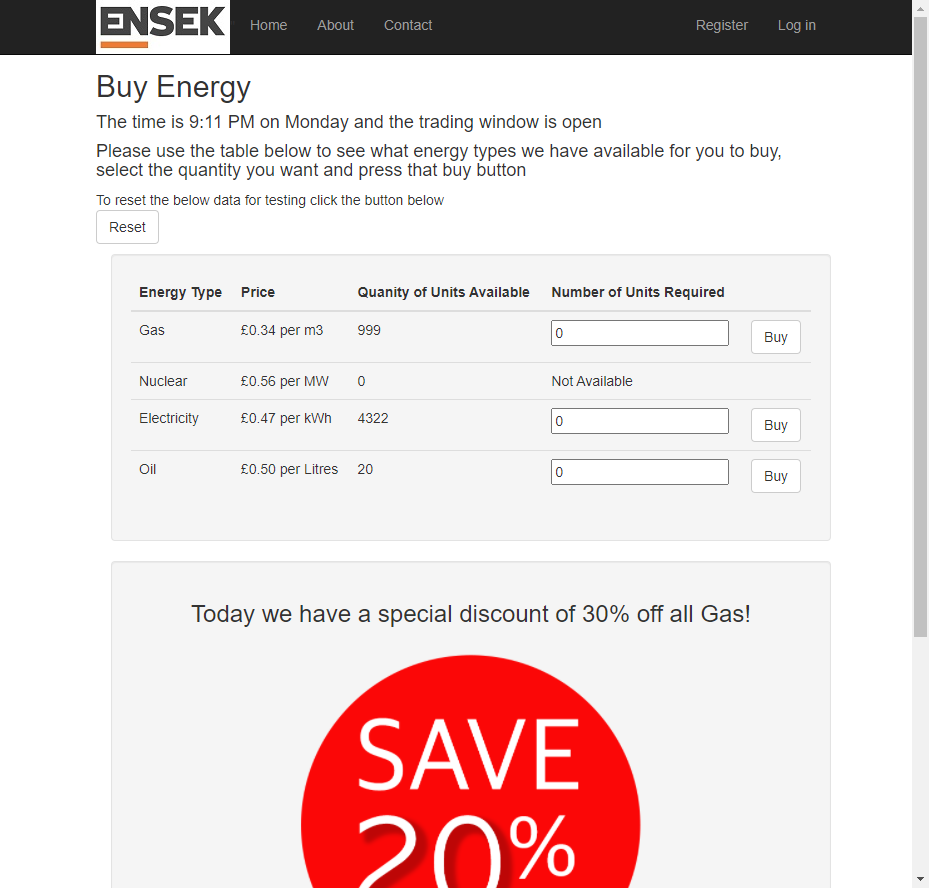 ENSEK Home About Contact Register Log in
Buy Energy
The time is 9:11 PM on Monday and the trading window is open
Please use the table below to see what energy types we have available for you to buy,
select the quantity you want and press that buy button
To reset the below data for testing click the button below
Reset
Energy Type Price Quanity of Units Available Number of Units Required
Gas £0.34 per m3 999 0 Buy
Nuclear £0.56 per MW 0 Not Available
Electricity £0.47 per kWh 4322 0 Buy
Oil £0.50 per Litres 20 0 Buy
Today we have a special discount of 30% off all Gas!
SAVE
20%